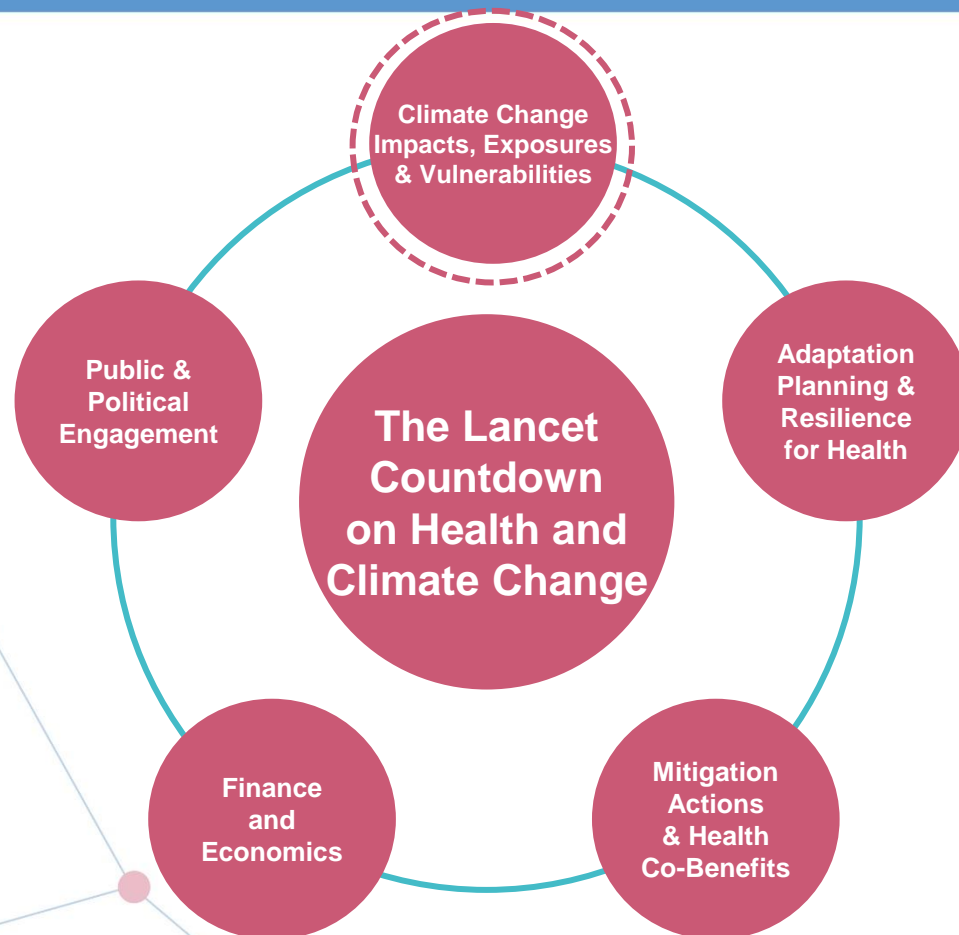 Climate Change
Impacts, Exposures
& Vulnerabilities
Public &
Political
Engagement
The Lancet
Countdown
on Health and
Climate Change
Adaptation
Planning &
Resilience
for Health
Finance
and
Economics
Mitigation
Actions
& Health
Co-Benefits